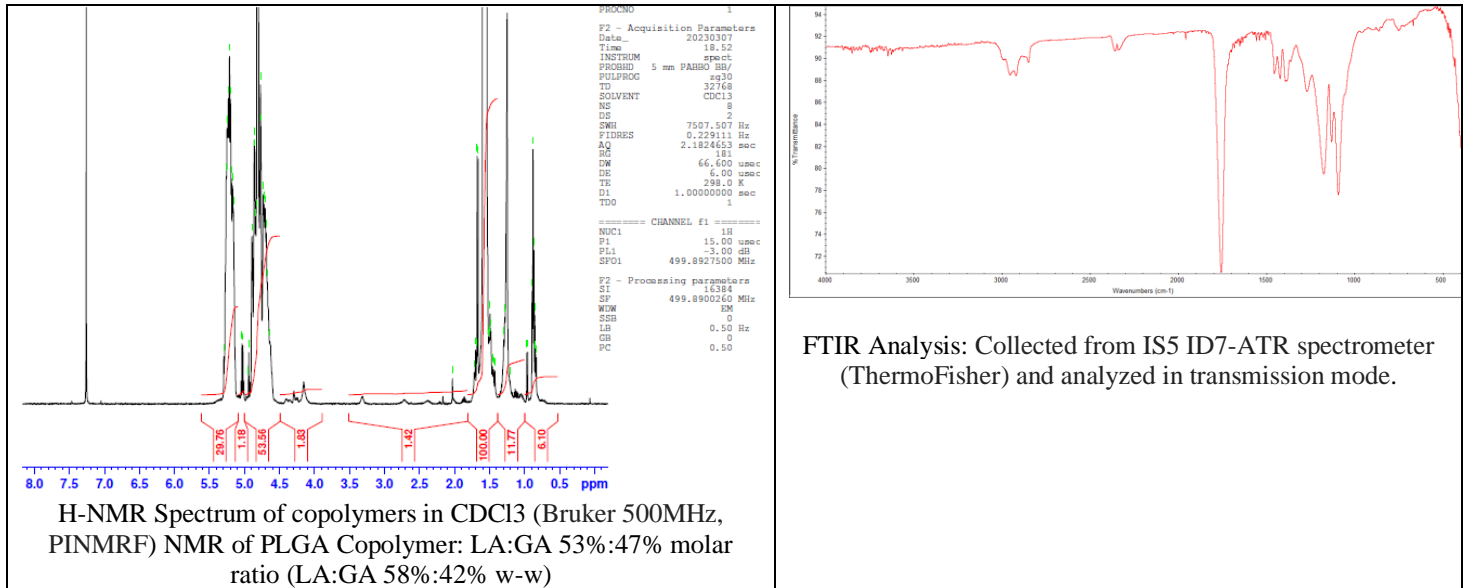 PROCNO 1
F2 - Acquisition Parameters
Date_ 20230307
Time 18.52
INSTRUM spect
PROBHD 5 mm PABBO BB/
PULPROG zg30
TD 32768
SOLVENT CDCl3
NS 8
DS 2
SWH 7507.507 Hz
FIDRES 0.229111 Hz
AQ 2.1824653 sec
RG 181
DW 66.600 usec
DE 6.00 usec
TE 298.0 K
D1 1.00000000 sec
TD0 1
======== CHANNEL f1 ========
NUC1 1H
P1 15.00 usec
PL1 -3.00 dB
SFO1 499.8927500 MHz
F2 - Processing parameters
SI 16384
SF 499.8900260 MHz
WDW EM
SSB 0
LB 0.50 Hz
GB 0
PC 0.50
29.76 1.18 53.56 1.83 1.42 100.00 11.77 6.10
8.0 7.5 7.0 6.5 6.0 5.5 5.0 4.5 4.0 3.5 3.0 2.5 2.0 1.5 1.0 0.5 ppm
H-NMR Spectrum of copolymers in CDCl3 (Bruker 500MHz,
PINMRF) NMR of PLGA Copolymer: LA:GA 53%:47% molar
ratio (LA:GA 58%:42% w-w)
94
92
90
88
86
84
82
80
78
76
74
72
%Transmittance
4000 3500 3000 2500 2000 1500 1000 500
Wavenumbers (cm-1)
FTIR Analysis: Collected from IS5 ID7-ATR spectrometer
(ThermoFisher) and analyzed in transmission mode.